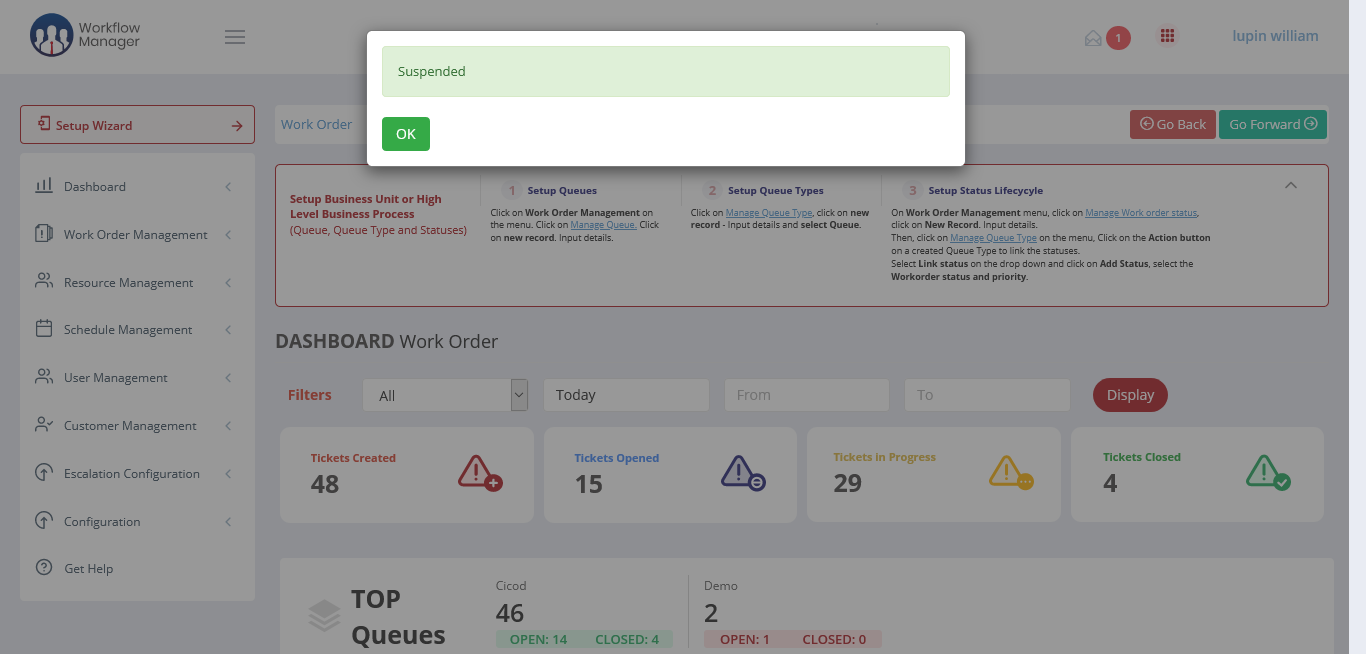 Workflow
Manager
1
lupin william
Suspended
OK
Setup Wizard
Work Order
Go Back
Go Forward
Dashboard
Work Order Management
Resource Management
Schedule Management
User Management
Customer Management
Escalation Configuration
Configuration
Get Help
Setup Business Unit or High
Level Business Process
(Queue, Queue Type and Statuses)
1 Setup Queues
Click on Work Order Management on
the menu. Click on Manage Queue. Click
on new record. Input details.
2 Setup Queue Types
Click on Manage Queue Type, click on new
record - Input details and select Queue.
3 Setup Status Lifecycyle
On Work Order Management menu, click on Manage Work order status,
click on New Record. Input details.
Then, click on Manage Queue Type on the menu, Click on the Action button
on a created Queue Type to link the statuses.
Select Link status on the drop down and click on Add Status, select the
Workorder status and priority.
DASHBOARD Work Order
Filters
All
Today
From
To
Display
Tickets Created
48
Tickets Opened
15
Tickets in Progress
29
Tickets Closed
4
TOP
Queues
Cicod
46
OPEN: 14 CLOSED: 4
Demo
2
OPEN: 1 CLOSED: 0